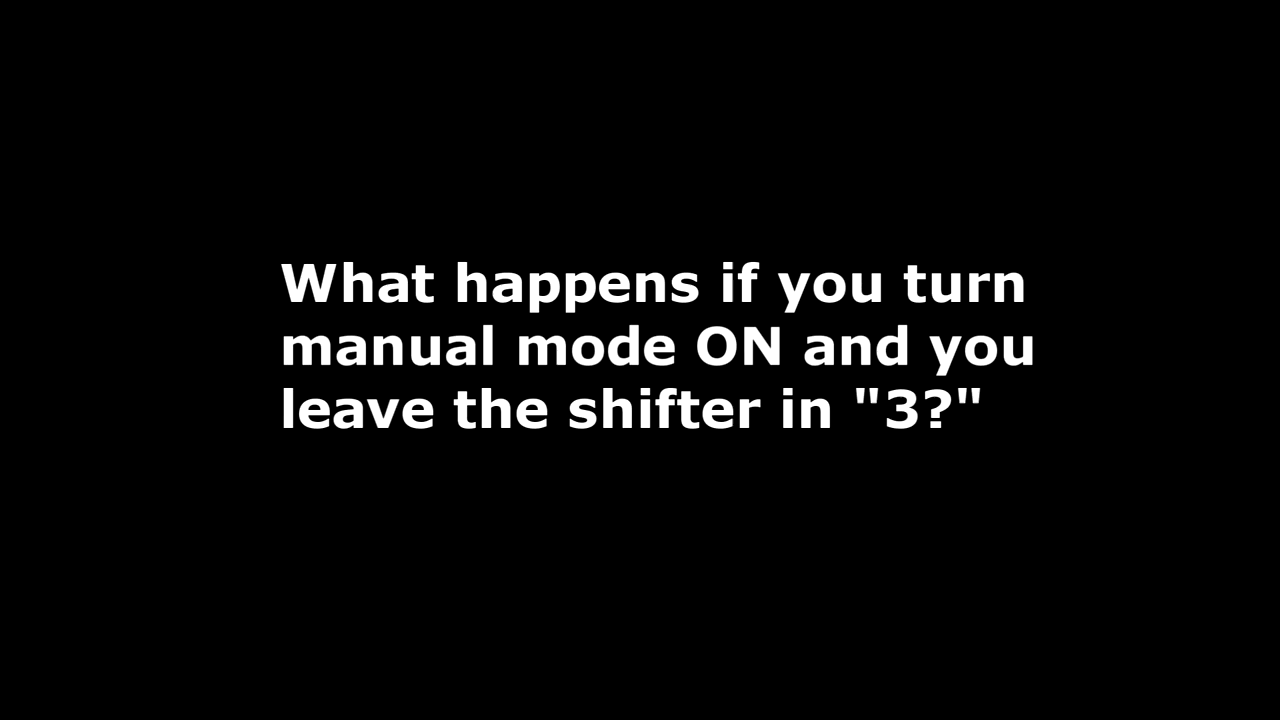 What happens if you turn
manual mode ON and you
leave the shifter in "3?"